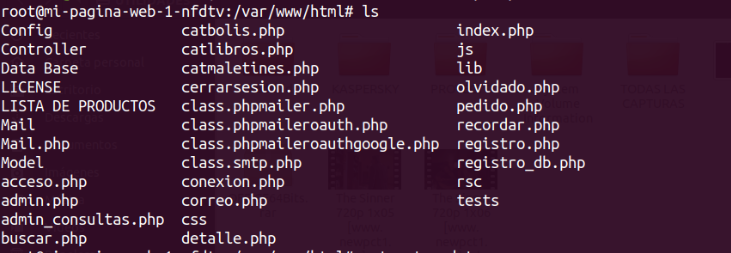 root@mi-pagina-web-1-nfdtv:/var/www/html# ls
Config catbolis.php index.php
Controller catlibros.php js
Data Base catmaletines.php lib
LICENSE cerrarsesion.php olvidado.php
LISTA DE PRODUCTOS class.phpmailer.php pedido.php
Mail class.phpmaileroauth.php recordar.php
Mail.php class.phpmaileroauthgoogle.php registro.php
Model class.smtp.php registro_db.php
acceso.php conexion.php rsc
admin.php correo.php tests
admin_consultas.php css
buscar.php detalle.php